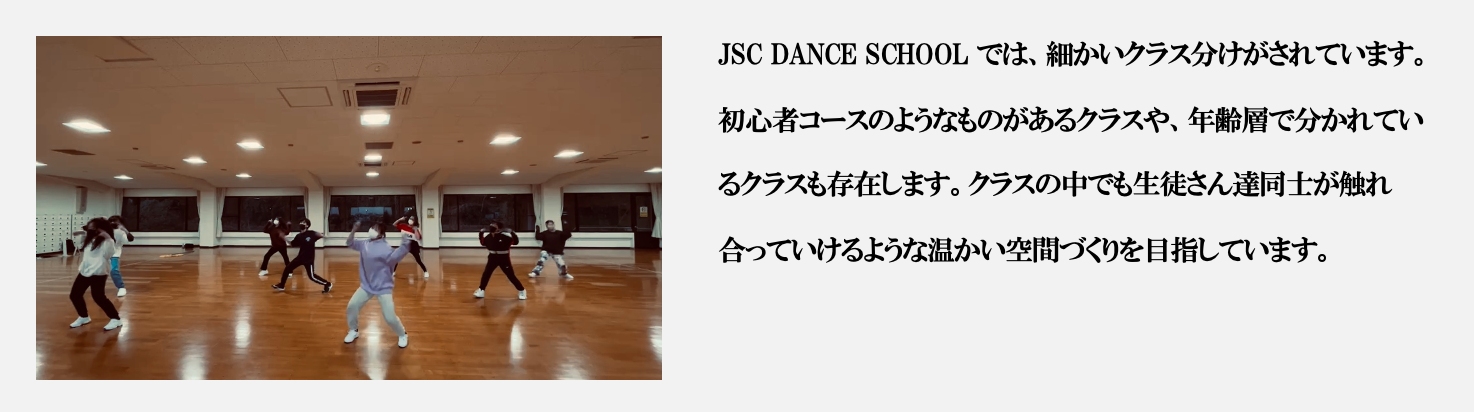 JSC DANCE SCHOOL では、細かいクラス分けがされています。
初心者コースのようなものがあるクラスや、年齢層で分かれてい
るクラスも存在します。クラスの中でも生徒さん達同士が触れ
合っていけるような温かい空間づくりを目指しています。